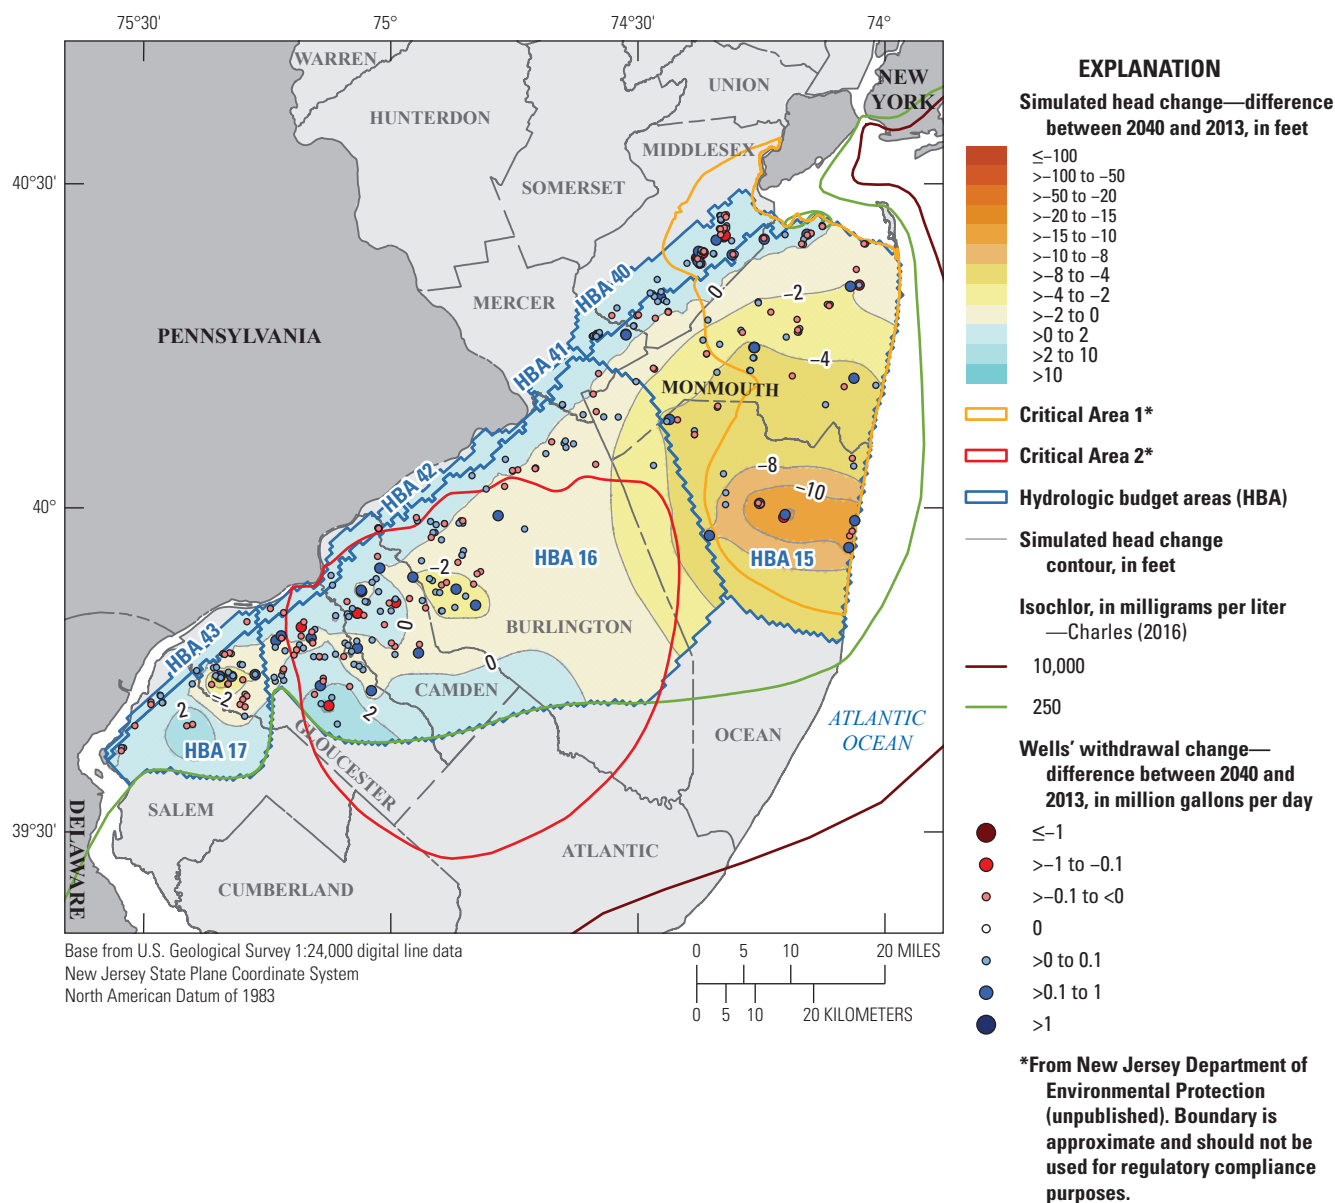 75°30'
75°
74°30'
74°
40°30'
40°
39°30'
WARREN
HUNTERDON
UNION
NEW
YORK
MIDDLESEX
SOMERSET
MERCER
PENNSYLVANIA
MONMOUTH
BURLINGTON
CAMDEN
GLOUCESTER
OCEAN
SALEM
ATLANTIC
CUMBERLAND
DELAWARE
ATLANTIC
OCEAN
HBA 40
HBA 41
HBA 42
HBA 43
HBA 15
HBA 16
HBA 17
0
−2
−4
−8
−10
−2
0
0
−2
2
2
Base from U.S. Geological Survey 1:24,000 digital line data
New Jersey State Plane Coordinate System
North American Datum of 1983
0 5 10 20 MILES
0 5 10 20 KILOMETERS
EXPLANATION
Simulated head change—difference
between 2040 and 2013, in feet
≤−100
>−100 to −50
>−50 to −20
>−20 to −15
>−15 to −10
>−10 to −8
>−8 to −4
>−4 to −2
>−2 to 0
>0 to 2
>2 to 10
>10
Critical Area 1*
Critical Area 2*
Hydrologic budget areas (HBA)
Simulated head change
contour, in feet
Isochlor, in milligrams per liter
—Charles (2016)
10,000
250
Wells' withdrawal change—
difference between 2040 and
2013, in million gallons per day
≤−1
>−1 to −0.1
>−0.1 to <0
0
>0 to 0.1
>0.1 to 1
>1
*From New Jersey Department of
Environmental Protection
(unpublished). Boundary is
approximate and should not be
used for regulatory compliance
purposes.